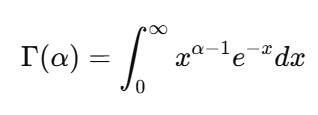 Γ(α) = ∫₀^∞ x^{α−1}e^{−x}dx